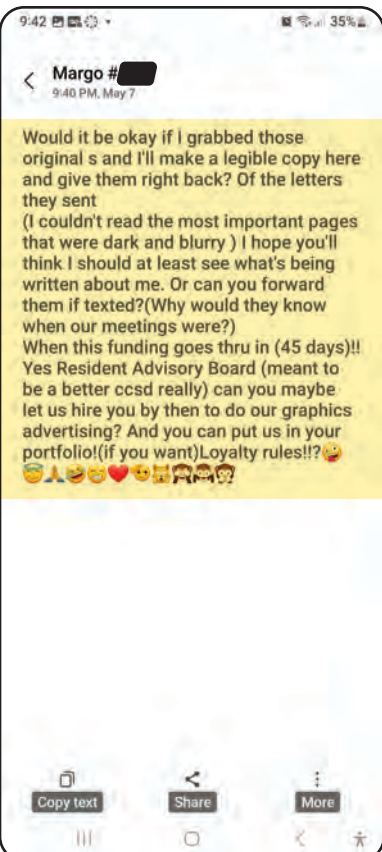 9:42
35%
Margo #
9:40 PM, May 7
Would it be okay if I grabbed those
original s and I'll make a legible copy here
and give them right back? Of the letters
they sent
(I couldn't read the most important pages
that were dark and blurry ) I hope you'll
think I should at least see what's being
written about me. Or can you forward
them if texted?(Why would they know
when our meetings were?)
When this funding goes thru in (45 days)!!
Yes Resident Advisory Board (meant to
be a better ccsd really) can you maybe
let us hire you by then to do our graphics
advertising? And you can put us in your
portfolio!(if you want)Loyalty rules!!?🤪
😇🙏🤣😁❤️🫡🙀🙈🙈🙊
Copy text
Share
More